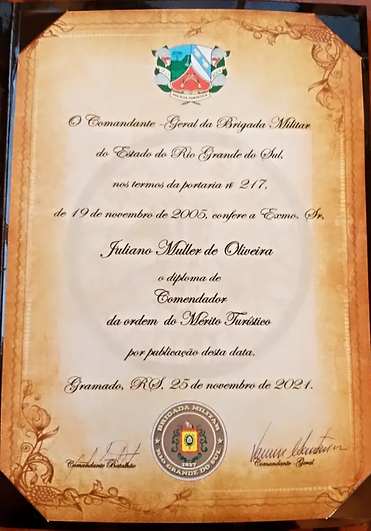 O Comandante - Geral da Brigada Militar
do Estado do Rio Grande do Sul,
nos termos da portaria nº 217,
de 19 de novembro de 2005, confere a Exmo. Sr.
Juliano Muller de Oliveira
o diploma de
Comendador
da ordem do Mérito Turístico
por publicação desta data.
Gramado, RS, 25 de novembro de 2021.
BRIGADA MILITAR
1837
RIO GRANDE DO SUL
Comandante Batalhão
Comandante - Geral